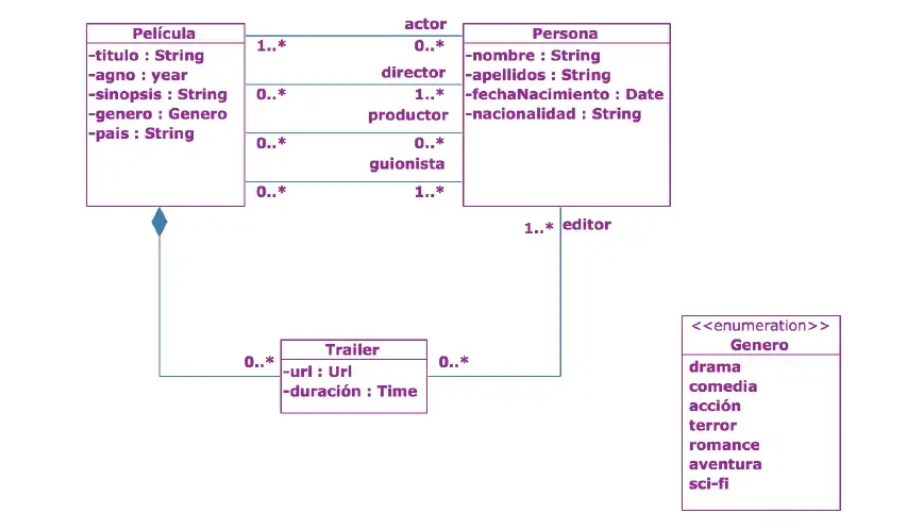 Película
-titulo : String
-agno : year
-sinopsis : String
-genero : Genero
-pais : String
actor
1..* 0..*
director
0..* 1..*
productor
0..* 0..*
guionista
0..* 1..*
Persona
-nombre : String
-apellidos : String
-fechaNacimiento : Date
-nacionalidad : String
1..* editor
0..* 0..*
Trailer
-url : Url
-duración : Time
<<enumeration>>
Genero
drama
comedia
acción
terror
romance
aventura
sci-fi